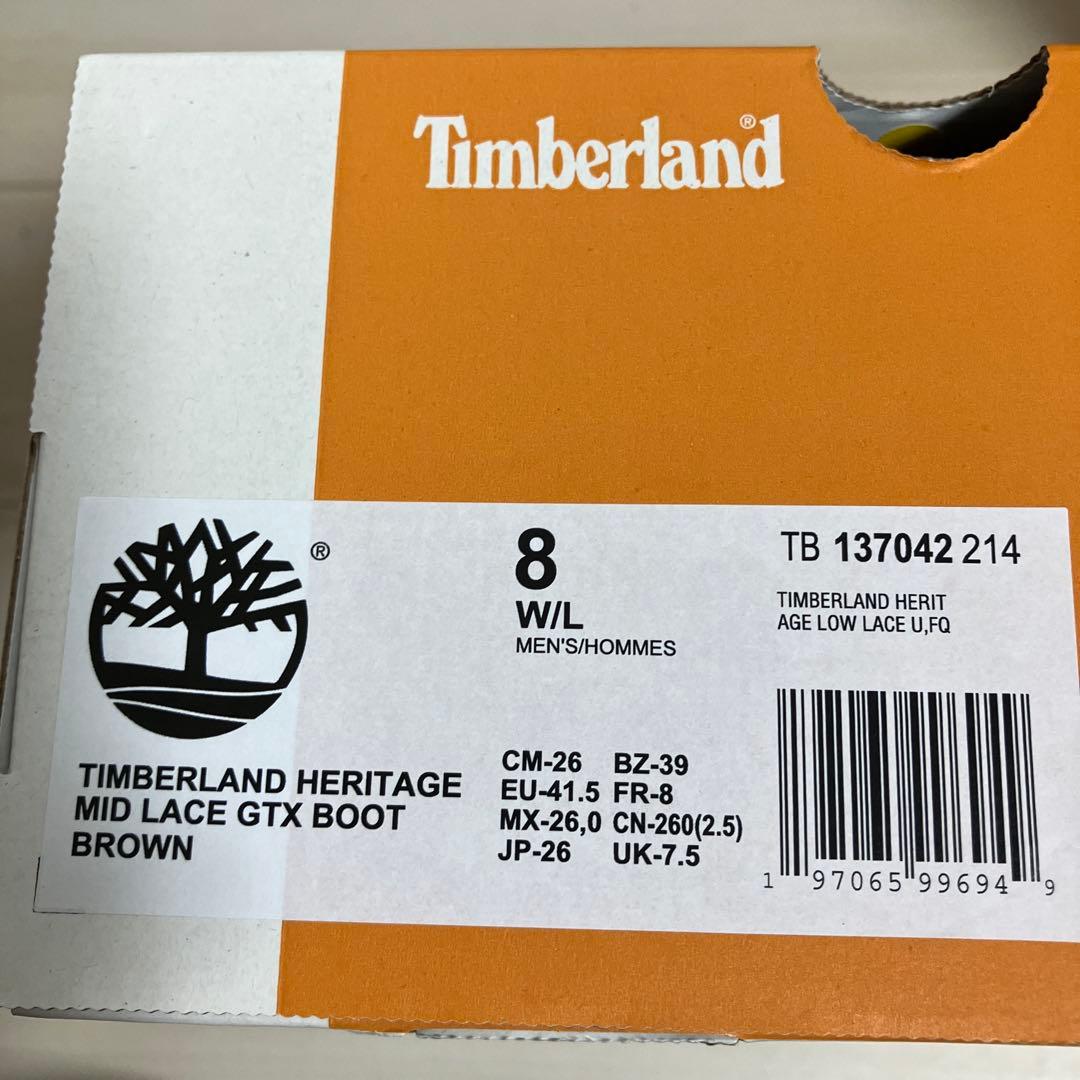 Timberland®
®
TIMBERLAND HERITAGE
MID LACE GTX BOOT
BROWN
8
W/L
MEN'S/HOMMES
CM-26 BZ-39
EU-41.5 FR-8
MX-26,0 CN-260(2.5)
JP-26 UK-7.5
TB 137042 214
TIMBERLAND HERIT
AGE LOW LACE U,FQ
1 97065 99694 9